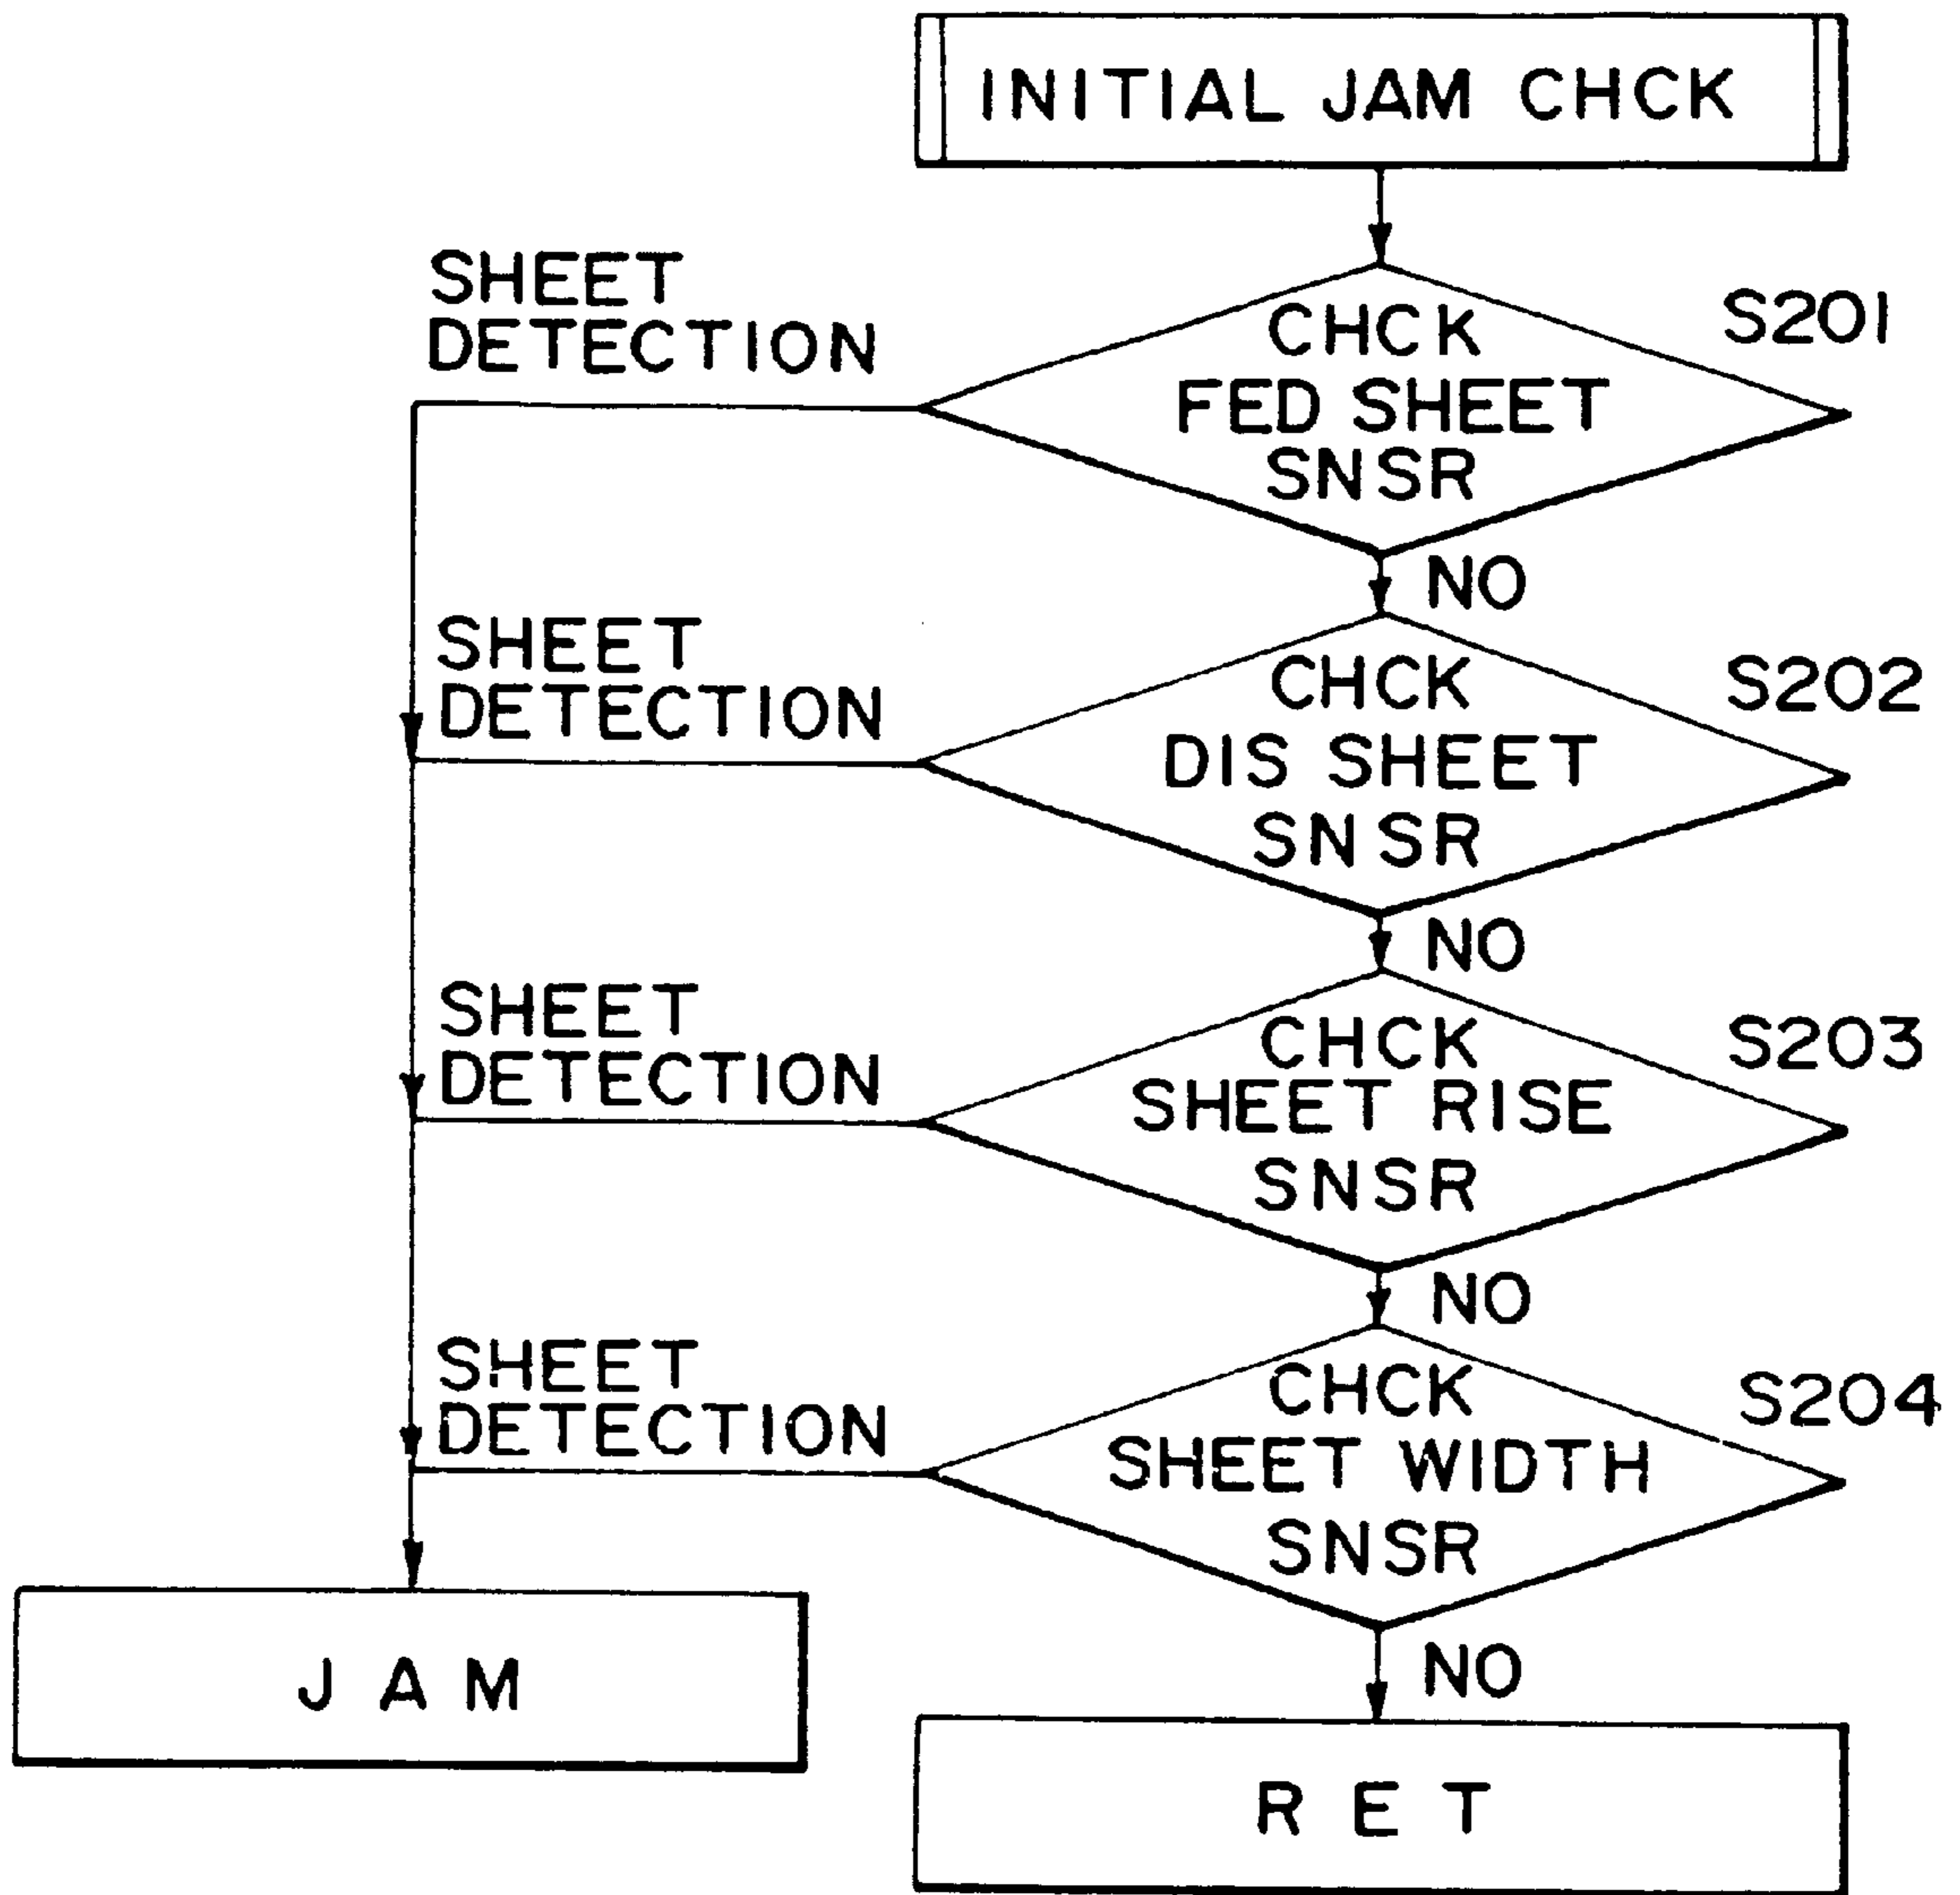 INITIAL JAM CHCK
SHEET
DETECTION
CHCK
FED SHEET
SNSR
S201
NO
SHEET
DETECTION
CHCK
DIS SHEET
SNSR
S202
NO
SHEET
DETECTION
CHCK
SHEET RISE
SNSR
S203
NO
SHEET
DETECTION
CHCK
SHEET WIDTH
SNSR
S204
NO
JAM
RET